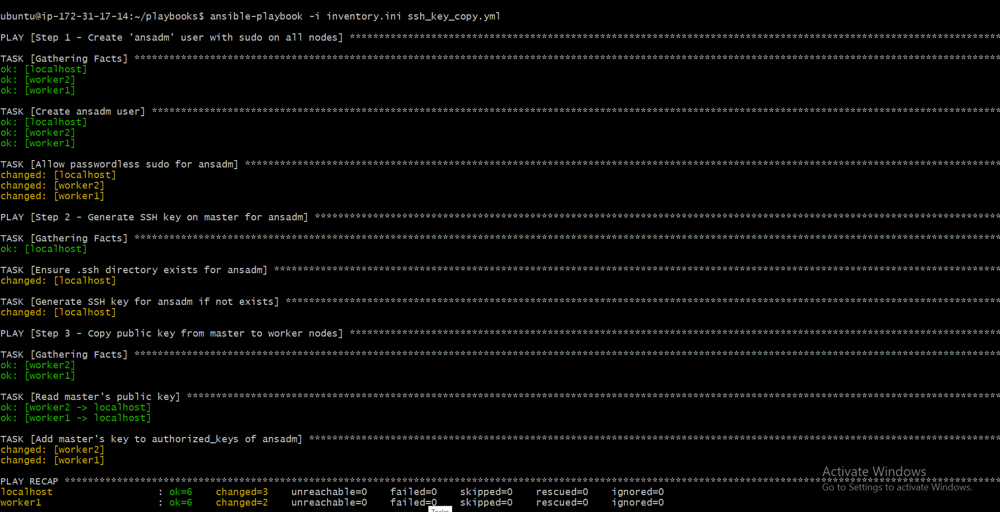 ubuntu@ip-172-31-17-14:~/playbooks$ ansible-playbook -i inventory.ini ssh_key_copy.yml
PLAY [Step 1 - Create 'ansadm' user with sudo on all nodes] ****************************************************************************************************************
TASK [Gathering Facts] *****************************************************************************************************************************************************
ok: [localhost]
ok: [worker2]
ok: [worker1]
TASK [Create ansadm user] **************************************************************************************************************************************************
ok: [localhost]
ok: [worker2]
ok: [worker1]
TASK [Allow passwordless sudo for ansadm] **********************************************************************************************************************************
changed: [localhost]
changed: [worker2]
changed: [worker1]
PLAY [Step 2 - Generate SSH key on master for ansadm] **********************************************************************************************************************
TASK [Gathering Facts] *****************************************************************************************************************************************************
ok: [localhost]
TASK [Ensure .ssh directory exists for ansadm] *****************************************************************************************************************************
changed: [localhost]
TASK [Generate SSH key for ansadm if not exists] ***************************************************************************************************************************
changed: [localhost]
PLAY [Step 3 - Copy public key from master to worker nodes] ****************************************************************************************************************
TASK [Gathering Facts] *****************************************************************************************************************************************************
ok: [worker2]
ok: [worker1]
TASK [Read master's public key] ********************************************************************************************************************************************
ok: [worker2 -> localhost]
ok: [worker1 -> localhost]
TASK [Add master's key to authorized_keys of ansadm] ***********************************************************************************************************************
changed: [worker2]
changed: [worker1]
Activate Windows
PLAY RECAP *****************************************************************************************************************************************************************
Go to Settings to activate Windows.
localhost : ok=6 changed=3 unreachable=0 failed=0 skipped=0 rescued=0 ignored=0
worker1 : ok=6 changed=2 unreachable=0 failed=0 skipped=0 rescued=0 ignored=0
Tasks